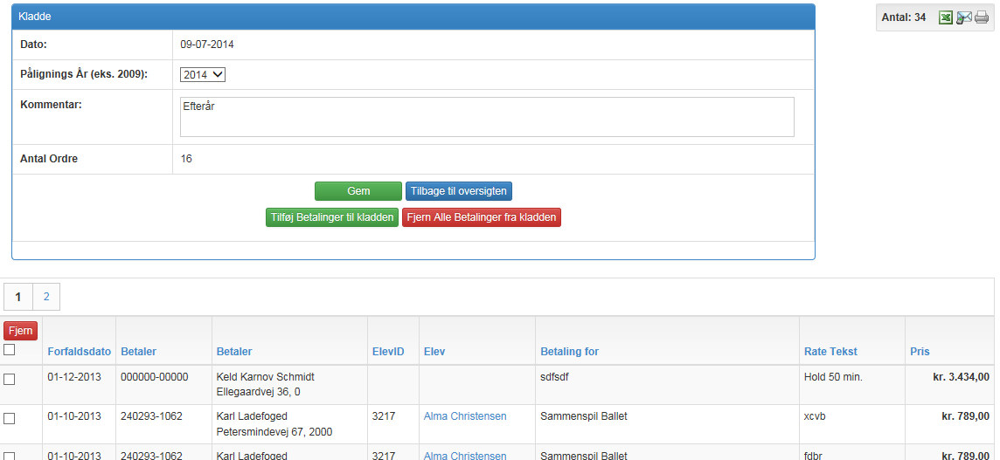 Kladde
Antal: 34
Dato: 09-07-2014
Pålignings År (eks. 2009): 2014
Kommentar: Efterår
Antal Ordre 16
Gem Tilbage til oversigten
Tilføj Betalinger til kladden Fjern Alle Betalinger fra kladden
1 2
Fjern
Forfaldsdato Betaler Betaler ElevID Elev Betaling for Rate Tekst Pris
01-12-2013 000000-00000 Keld Karnov Schmidt sdfsdf Hold 50 min. kr. 3.434,00
Ellegaardvej 36, 0
01-10-2013 240293-1062 Karl Ladefoged 3217 Alma Christensen Sammenspil Ballet xcvb kr. 789,00
Petersmindevej 67, 2000
01-10-2013 240293-1062 Karl Ladefoged 3217 Alma Christensen Sammenspil Ballet fdbr kr. 789,00